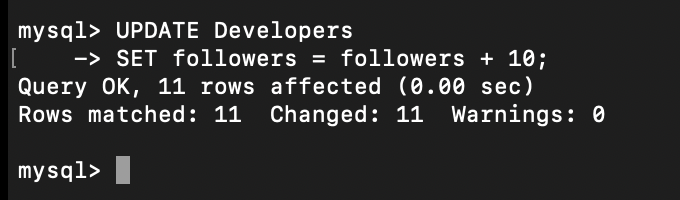 mysql> UPDATE Developers
[    -> SET followers = followers + 10;
Query OK, 11 rows affected (0.00 sec)
Rows matched: 11  Changed: 11  Warnings: 0
mysql>